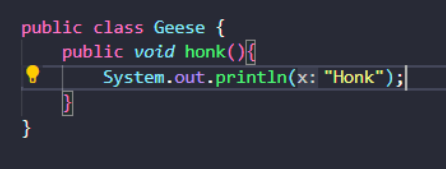 public class Geese {
    public void honk(){
        System.out.println(x: "Honk");
    }
}